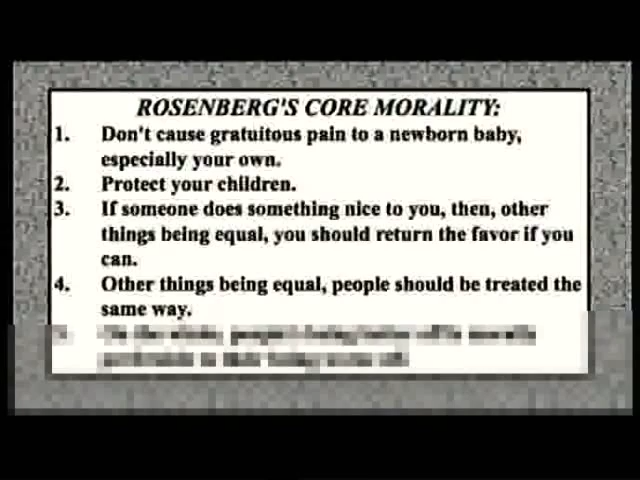 ROSENBERG'S CORE MORALITY:
1. Don't cause gratuitous pain to a newborn baby,
especially your own.
2. Protect your children.
3. If someone does something nice to you, then, other
things being equal, you should return the favor if you
can.
4. Other things being equal, people should be treated the
same way.